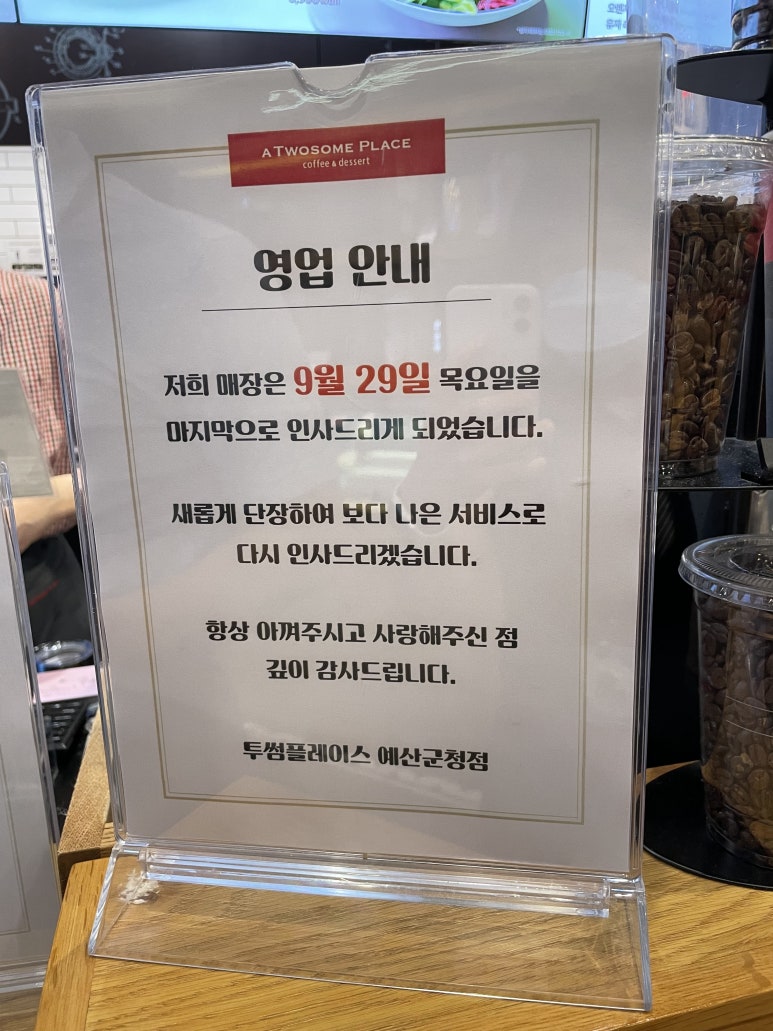 A TWOSOME PLACE
coffee & dessert
영업 안내
저희 매장은 9월 29일 목요일을
마지막으로 인사드리게 되었습니다.
새롭게 단장하여 보다 나은 서비스로
다시 인사드리겠습니다.
항상 아껴주시고 사랑해주신 점
깊이 감사드립니다.
투썸플레이스 예산군청점